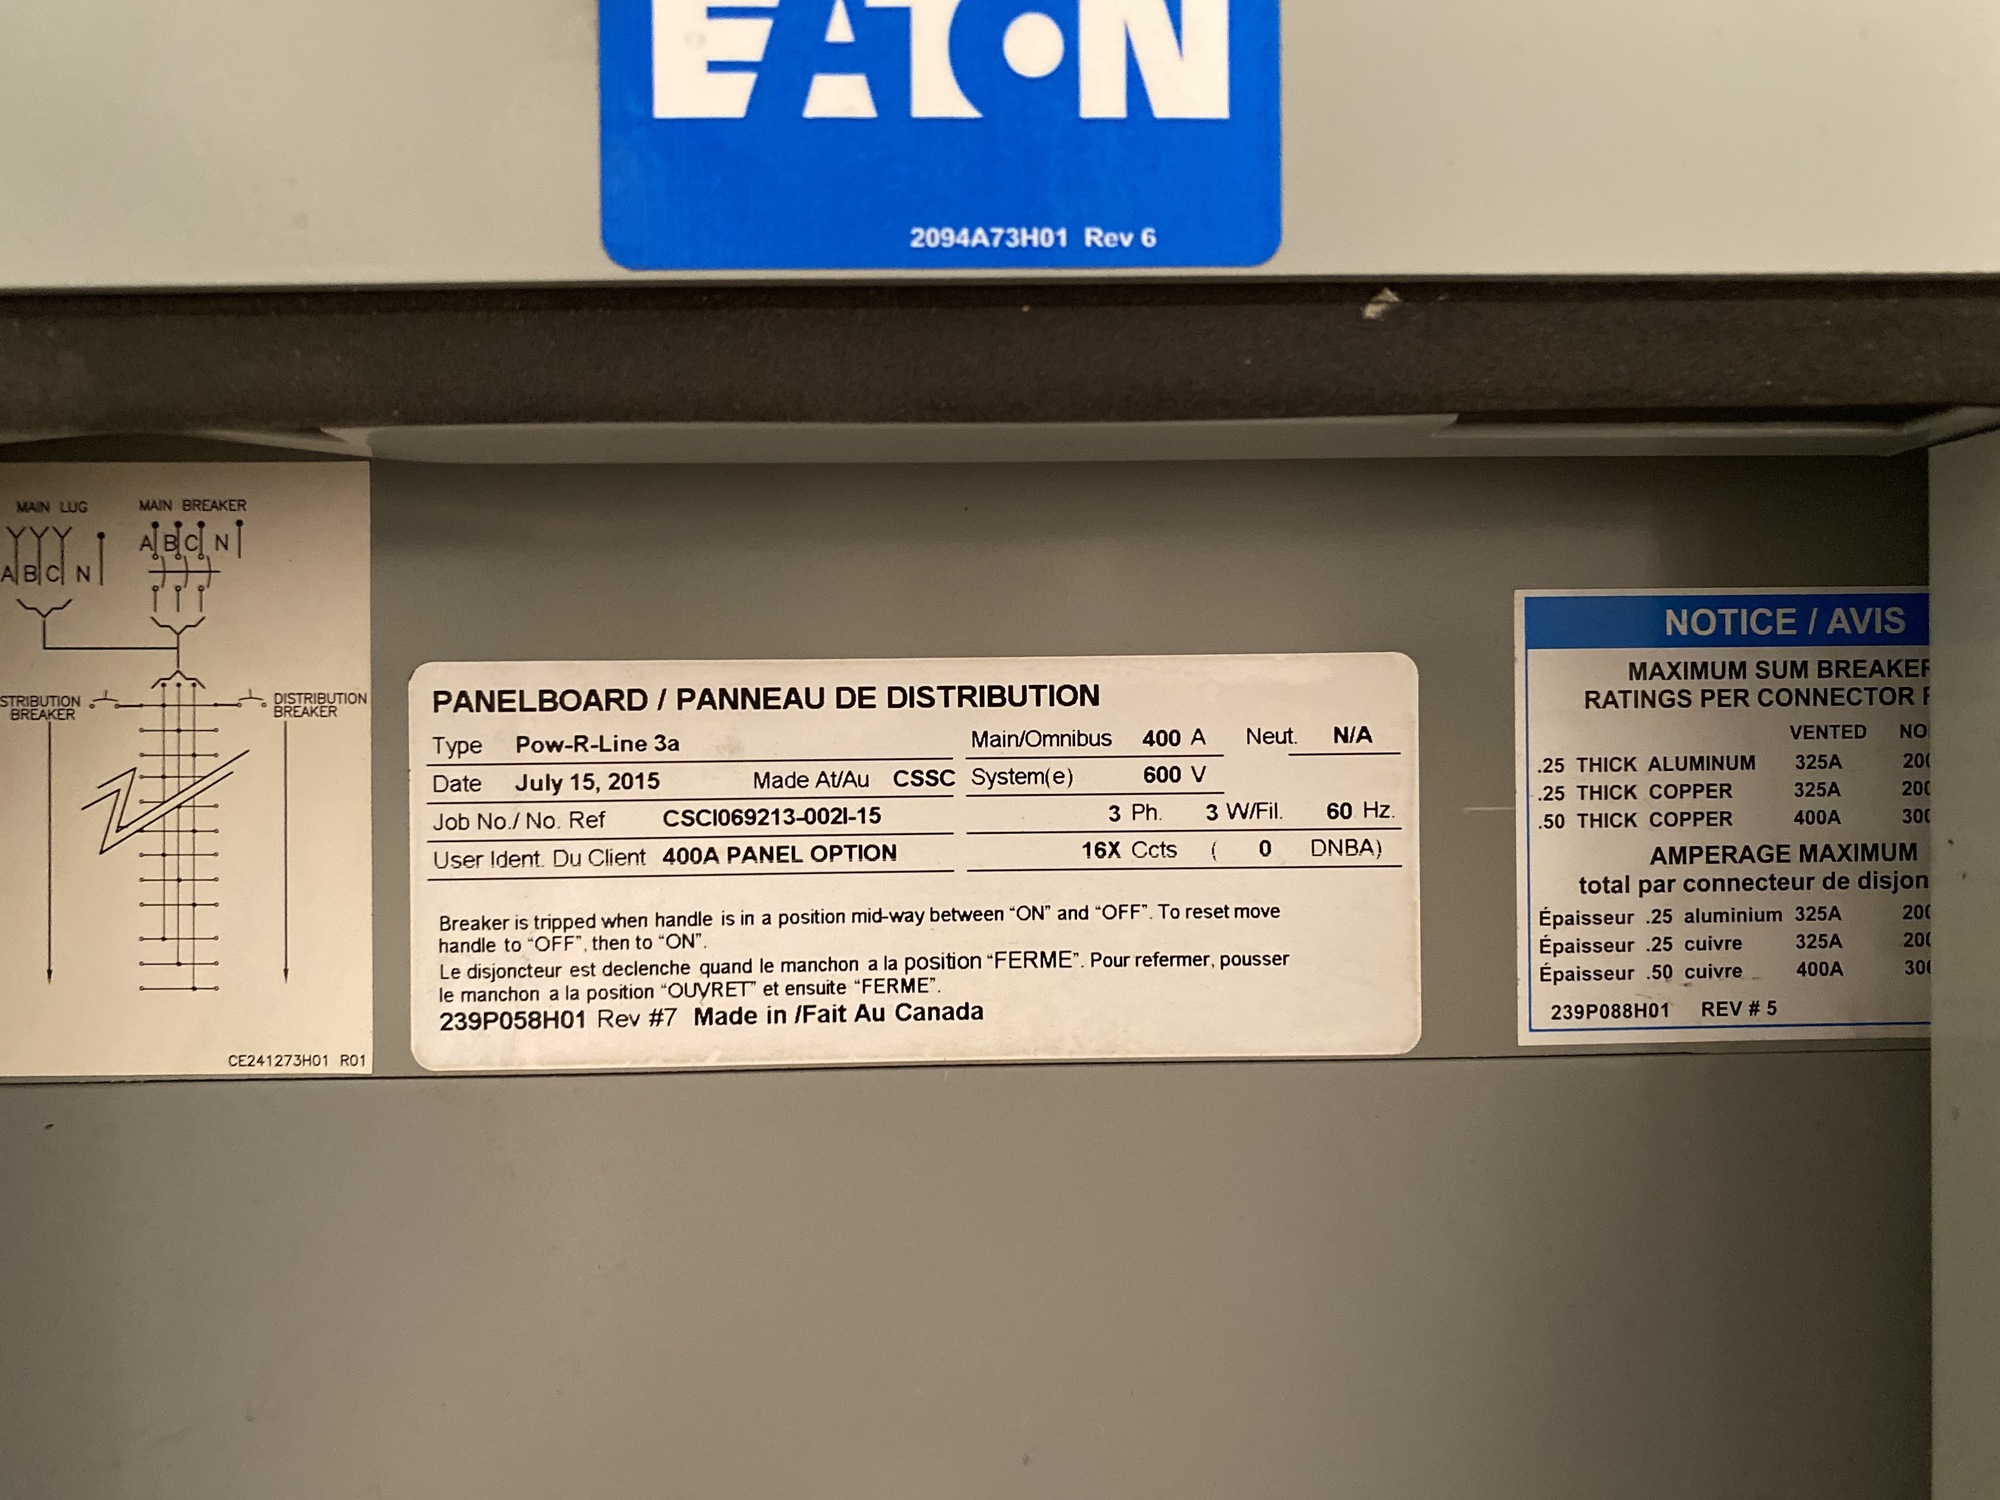 EATON
2094A73H01 Rev 6
MAIN LUG MAIN BREAKER
A B C N
A B C N
DISTRIBUTION
BREAKER
STRIBUTION
BREAKER
CE241273H01 R01
PANELBOARD / PANNEAU DE DISTRIBUTION
Type Pow-R-Line 3a Main/Omnibus 400 A Neut. N/A
Date July 15, 2015 Made At/Au CSSC System(e) 600 V
Job No./ No. Ref CSCI069213-002I-15 3 Ph. 3 W/Fil. 60 Hz.
User Ident. Du Client 400A PANEL OPTION 16X Ccts ( 0 DNBA)
Breaker is tripped when handle is in a position mid-way between “ON” and “OFF”. To reset move
handle to “OFF”, then to “ON”.
Le disjoncteur est declenche quand le manchon a la position “FERME”. Pour refermer, pousser
le manchon a la position “OUVRET” et ensuite “FERME”.
239P058H01 Rev #7 Made in /Fait Au Canada
NOTICE / AVIS
MAXIMUM SUM BREAKER
RATINGS PER CONNECTOR
VENTED
.25 THICK ALUMINUM 325A
.25 THICK COPPER 325A
.50 THICK COPPER 400A
AMPERAGE MAXIMUM
total par connecteur de
Épaisseur .25 aluminium 325A
Épaisseur .25 cuivre 325A
Épaisseur .50 cuivre 400A
239P088H01 REV # 5